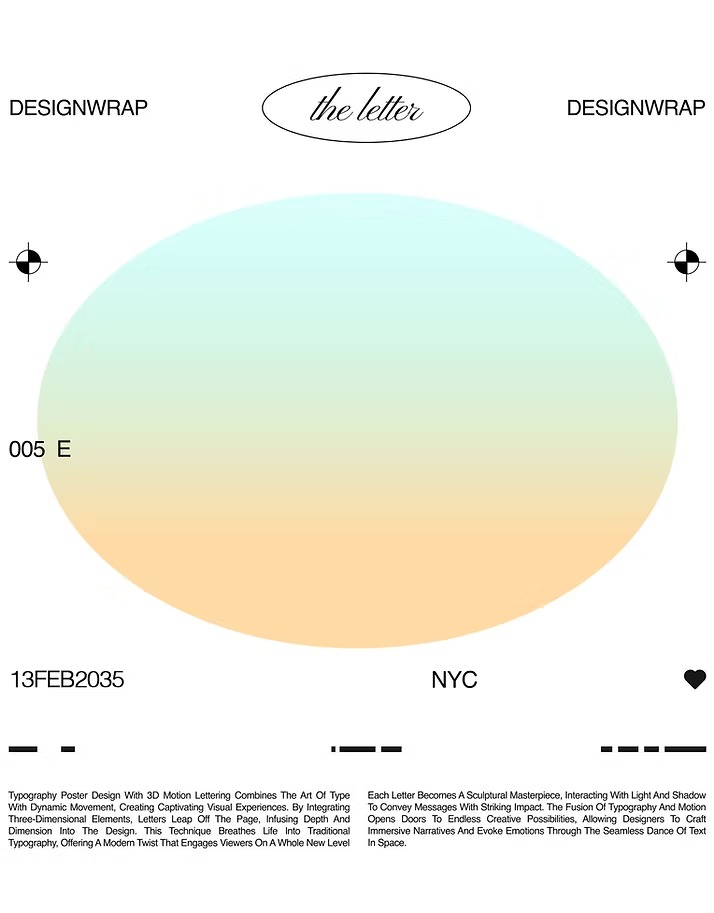 DESIGNWRAP
the letter
DESIGNWRAP
005 E
13FEB2035
NYC
Typography Poster Design With 3D Motion Lettering Combines The Art Of Type
With Dynamic Movement, Creating Captivating Visual Experiences. By Integrating
Three-Dimensional Elements, Letters Leap Off The Page, Infusing Depth And
Dimension Into The Design. This Technique Breathes Life Into Traditional
Typography, Offering A Modern Twist That Engages Viewers On A Whole New Level
Each Letter Becomes A Sculptural Masterpiece, Interacting With Light And Shadow
To Convey Messages With Striking Impact. The Fusion Of Typography And Motion
Opens Doors To Endless Creative Possibilities, Allowing Designers To Craft
Immersive Narratives And Evoke Emotions Through The Seamless Dance Of Text
In Space.